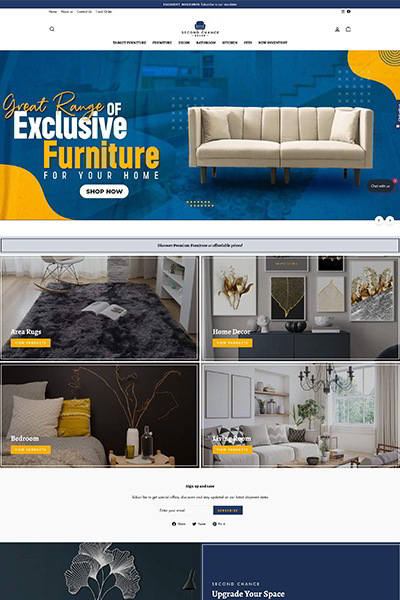 Subscribe to our newsletter
Home About us Contact Us Track Order
SECOND CHANCE
DECOR
TARGET FURNITURE FURNITURE DECOR BATHROOM KITCHEN PETS NEW INVENTORY
Great Range OF
Exclusive
Furniture
FOR YOUR HOME
SHOP NOW
Chat with us
Discover Premium Furniture at affordable prices!
Area Rugs
VIEW PRODUCTS
Home Decor
VIEW PRODUCTS
Bedroom
VIEW PRODUCTS
Living Room
VIEW PRODUCTS
Sign up and save
Subscribe to get special offers, discounts and stay updated on our latest shipment dates.
Enter your email SUBSCRIBE
Share Tweet Pin it
SECOND CHANCE
Upgrade Your Space